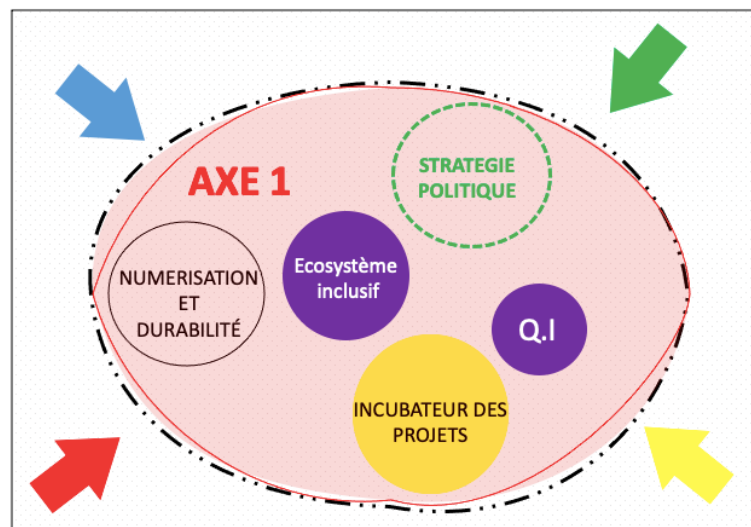 STRATEGIE
POLITIQUE
AXE 1
Ecosystème
inclusif
NUMERISATION
ET
DURABILITÉ
Q.I
INCUBATEUR DES
PROJETS